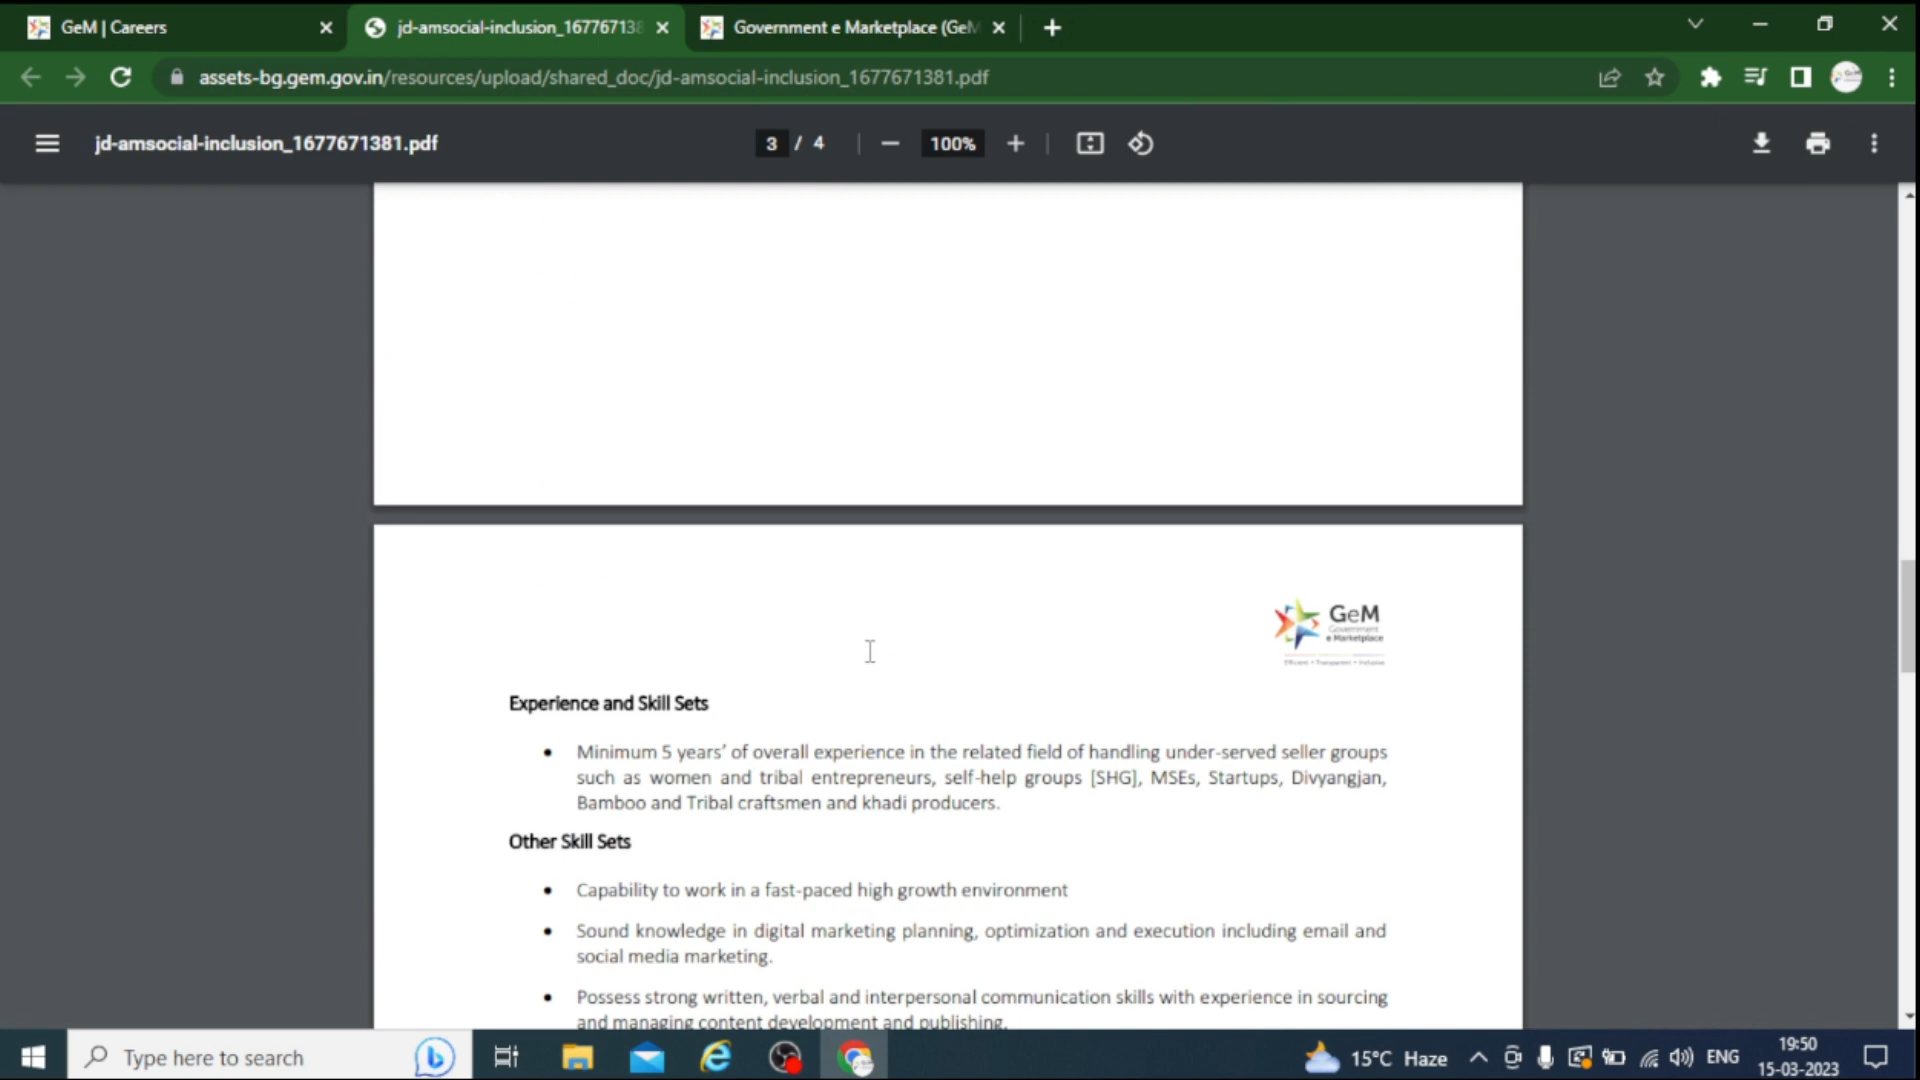 GeM | Careers
jd-amsocial-inclusion_16776713
Government e Marketplace (GeM
assets-bg.gem.gov.in/resources/upload/shared_doc/jd-amsocial-inclusion_1677671381.pdf
jd-amsocial-inclusion_1677671381.pdf
3 / 4
100%
GeM
Government
e Marketplace
Efficient • Transparent • Inclusive
Experience and Skill Sets
• Minimum 5 years’ of overall experience in the related field of handling under-served seller groups
such as women and tribal entrepreneurs, self-help groups [SHG], MSEs, Startups, Divyangjan,
Bamboo and Tribal craftsmen and khadi producers.
Other Skill Sets
• Capability to work in a fast-paced high growth environment
• Sound knowledge in digital marketing planning, optimization and execution including email and
social media marketing.
• Possess strong written, verbal and interpersonal communication skills with experience in sourcing
and managing content development and publishing.
Type here to search
15°C Haze
ENG
19:50
15-03-2023